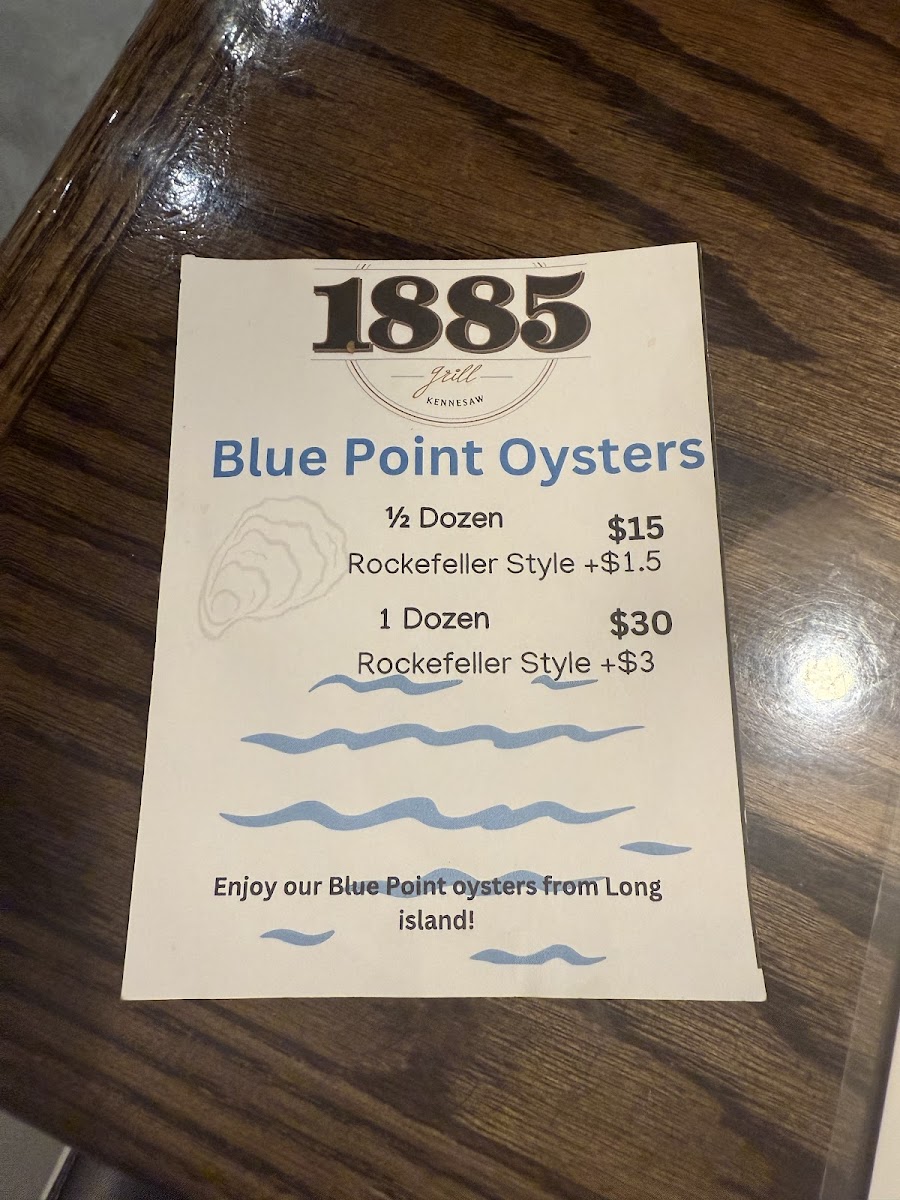 1885
grill
KENNESAW
Blue Point Oysters
½ Dozen $15
Rockefeller Style +$1.5
1 Dozen $30
Rockefeller Style +$3
Enjoy our Blue Point oysters from Long
island!